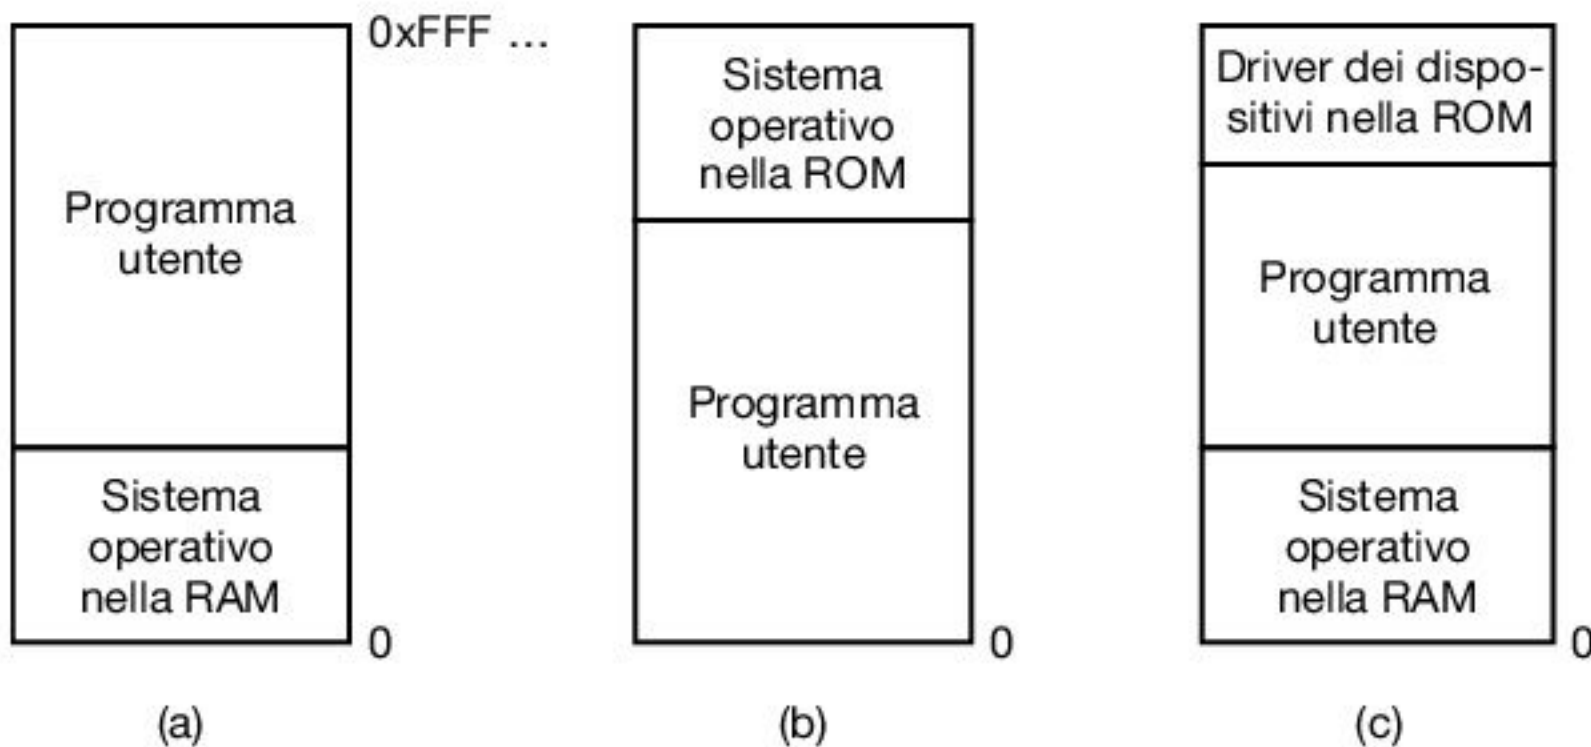 0xFFF ...
Programma
utente
Sistema
operativo
nella RAM
0
(a)
Sistema
operativo
nella ROM
Programma
utente
0
(b)
Driver dei dispo-
sitivi nella ROM
Programma
utente
Sistema
operativo
nella RAM
0
(c)